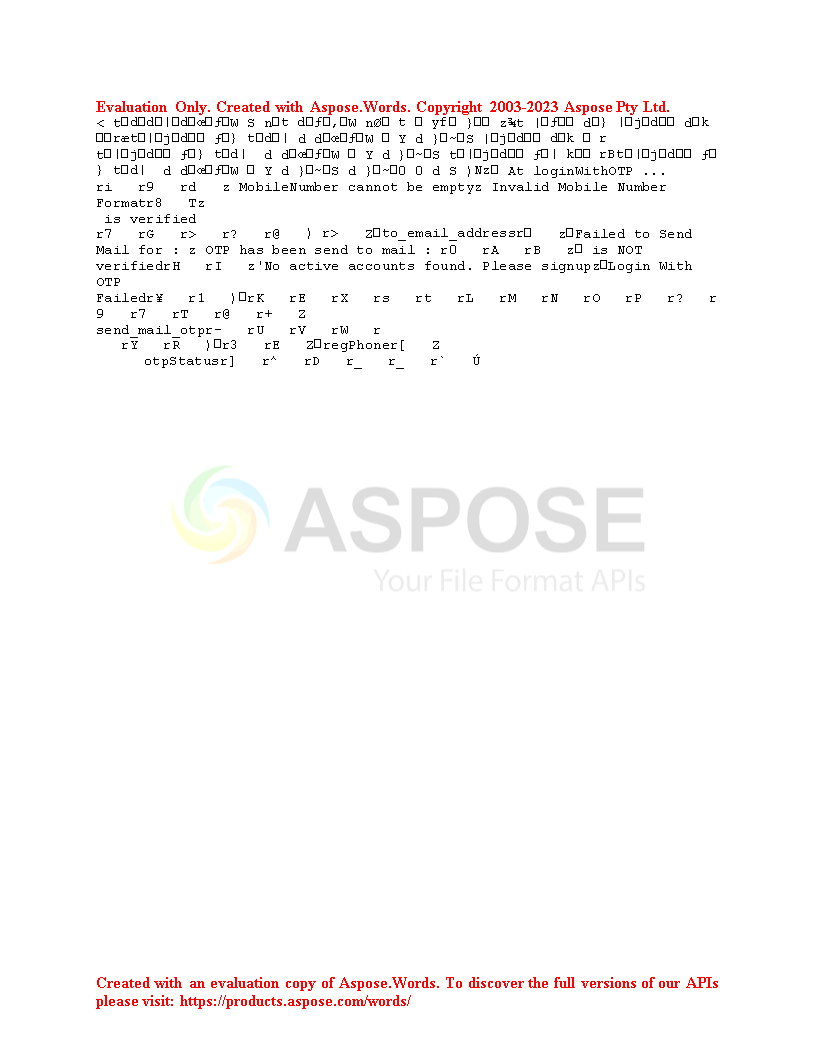 Evaluation Only. Created with Aspose.Words. Copyright 2003-2023 Aspose Pty Ltd.
< t□d□d□|□d□œ□ƒ□W S n□t d□ƒ□‚□W nØ□ t □ yf□ }□□ z¾t |□ƒ□□ d□} |□j□d□□ d□k
□□rœt□|□j□d□□ ƒ□} t□d□| d d□œ□ƒ□W □ Y d }□~□S |□j□d□□ d□k □ r
t□|□j□d□□ ƒ□} t□d| d d□œ□ƒ□W □ Y d }□~□S t□|□j□d□□ ƒ□| k□□ rBt□|□j□d□□ ƒ□
} t□d| d d□œ□ƒ□W □ Y d }□~□S d }□~□O O d S )Nz□ At loginWithOTP ...
ri r9 rd z MobileNumber cannot be emptyz Invalid Mobile Number
Formatr8 Tz
is verified
r7 rG r> r? r@ ) r> Z□to_email_addressr□ z□Failed to Send
Mail for : z OTP has been send to mail : rO rA rB z□ is NOT
verifiedrH rI z'No active accounts found. Please signupz□Login With
OTP
Failedr¥ r1 )□rK rE rX rs rt rL rM rN rO rP r? r
9 r7 rT r@ r+ Z
send_mail_otpr- rU rV rW r
rY rR )□r3 rE Z□regPhoner[ Z
otpStatusr] r^ rD r_ r_ r` Ú
ASPOSE
Your File Format APIs
Created with an evaluation copy of Aspose.Words. To discover the full versions of our APIs
please visit: https://products.aspose.com/words/